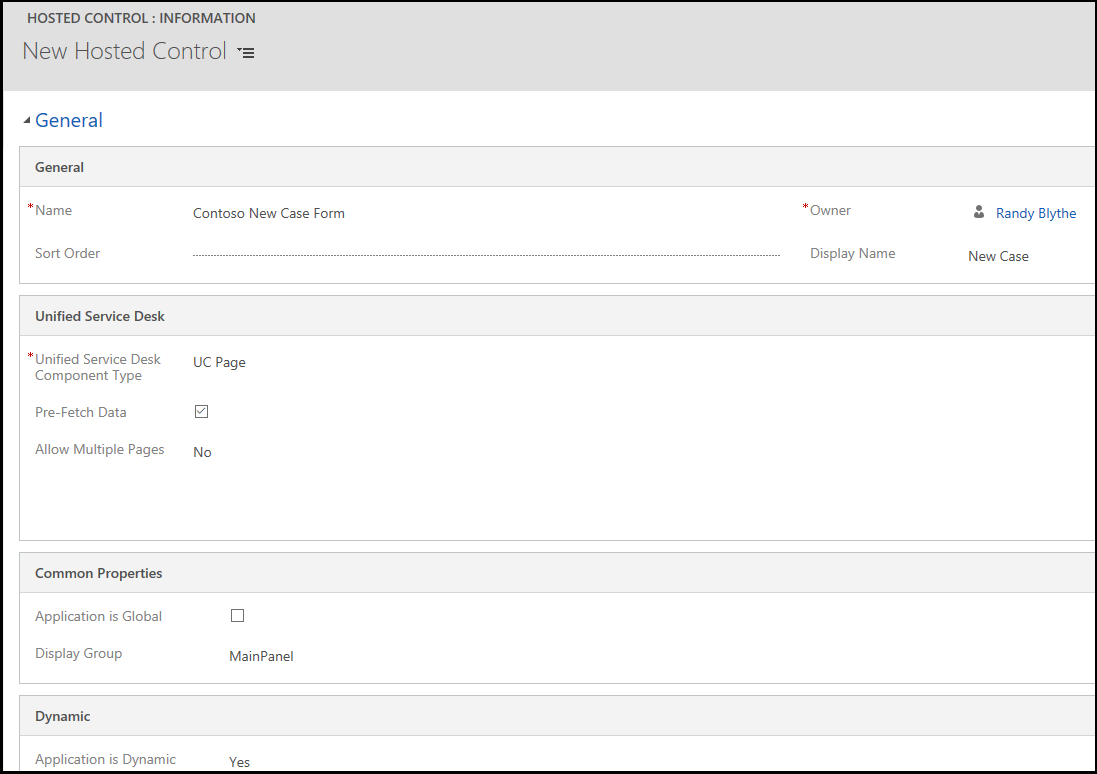 HOSTED CONTROL : INFORMATION
New Hosted Control
General
General
*Name Contoso New Case Form *Owner Randy Blythe
Sort Order Display Name New Case
Unified Service Desk
*Unified Service Desk
Component Type UC Page
Pre-Fetch Data
Allow Multiple Pages No
Common Properties
Application is Global
Display Group MainPanel
Dynamic
Application is Dynamic Yes